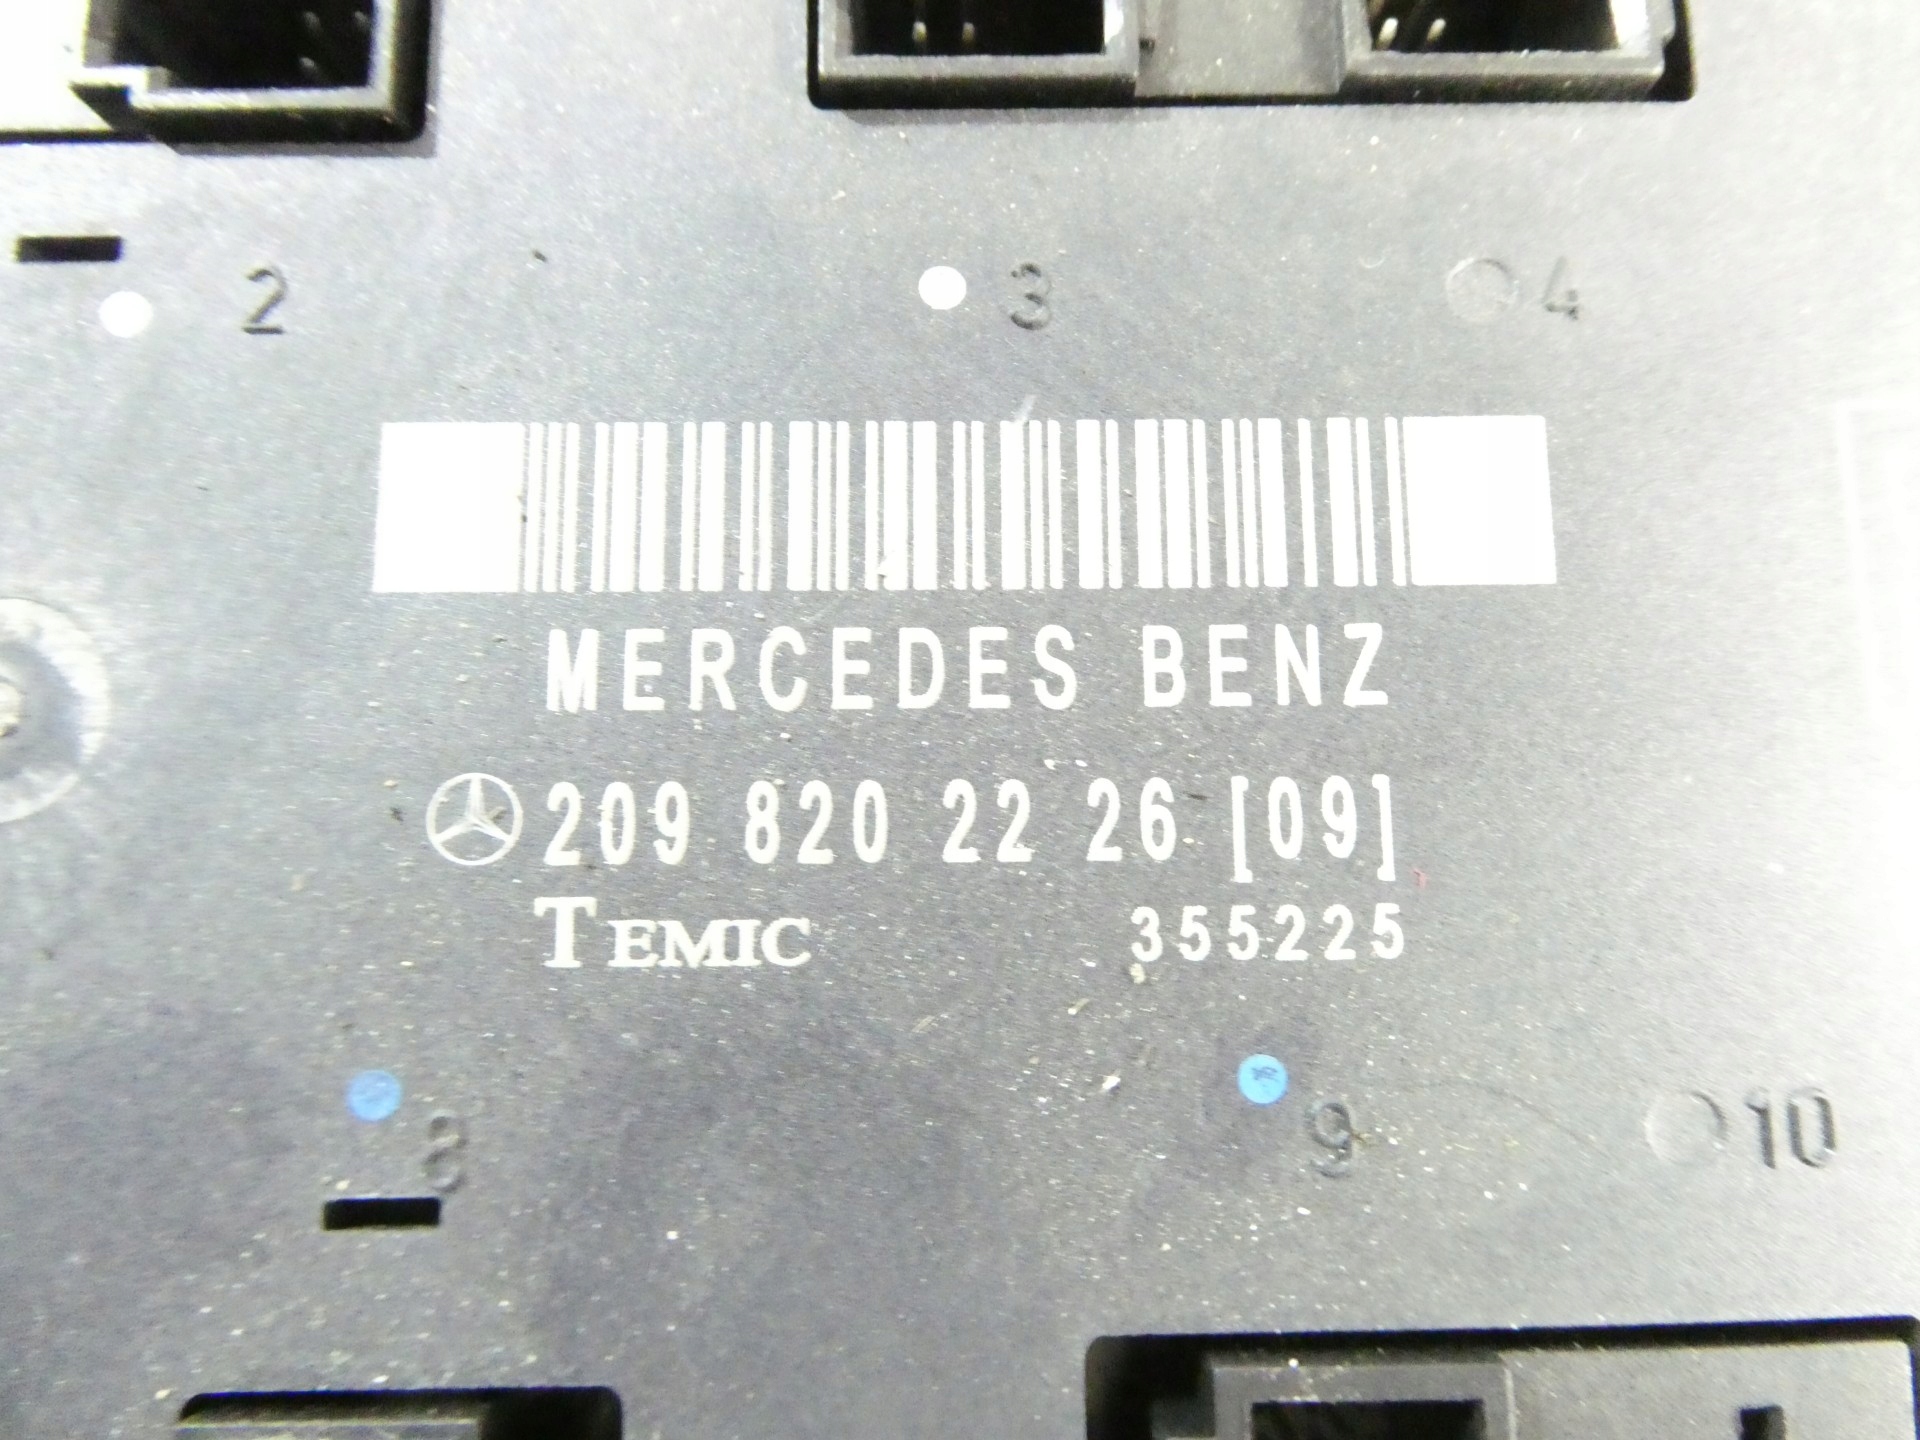 2 3 4
MERCEDES BENZ
209 820 22 26 [09]
TEMIC 355225
8 9 10